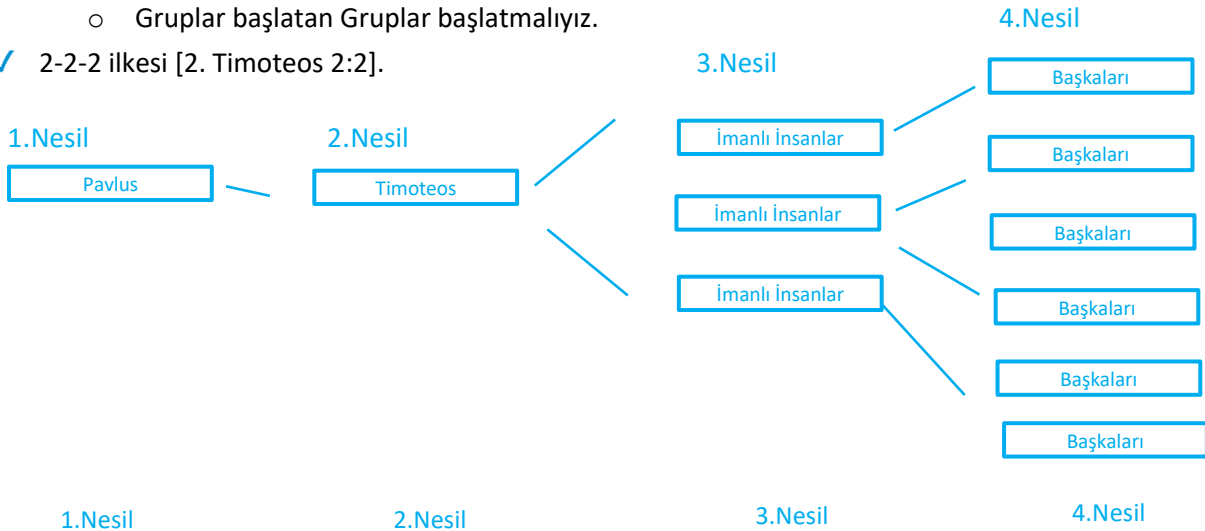 o Gruplar başlatan Gruplar başlatmalıyız.
✓ 2-2-2 ilkesi [2. Timoteos 2:2].
1.Nesil
Pavlus
2.Nesil
Timoteos
3.Nesil
İmanlı İnsanlar
İmanlı İnsanlar
İmanlı İnsanlar
4.Nesil
Başkaları
Başkaları
Başkaları
Başkaları
Başkaları
Başkaları
1.Nesil
2.Nesil
3.Nesil
4.Nesil